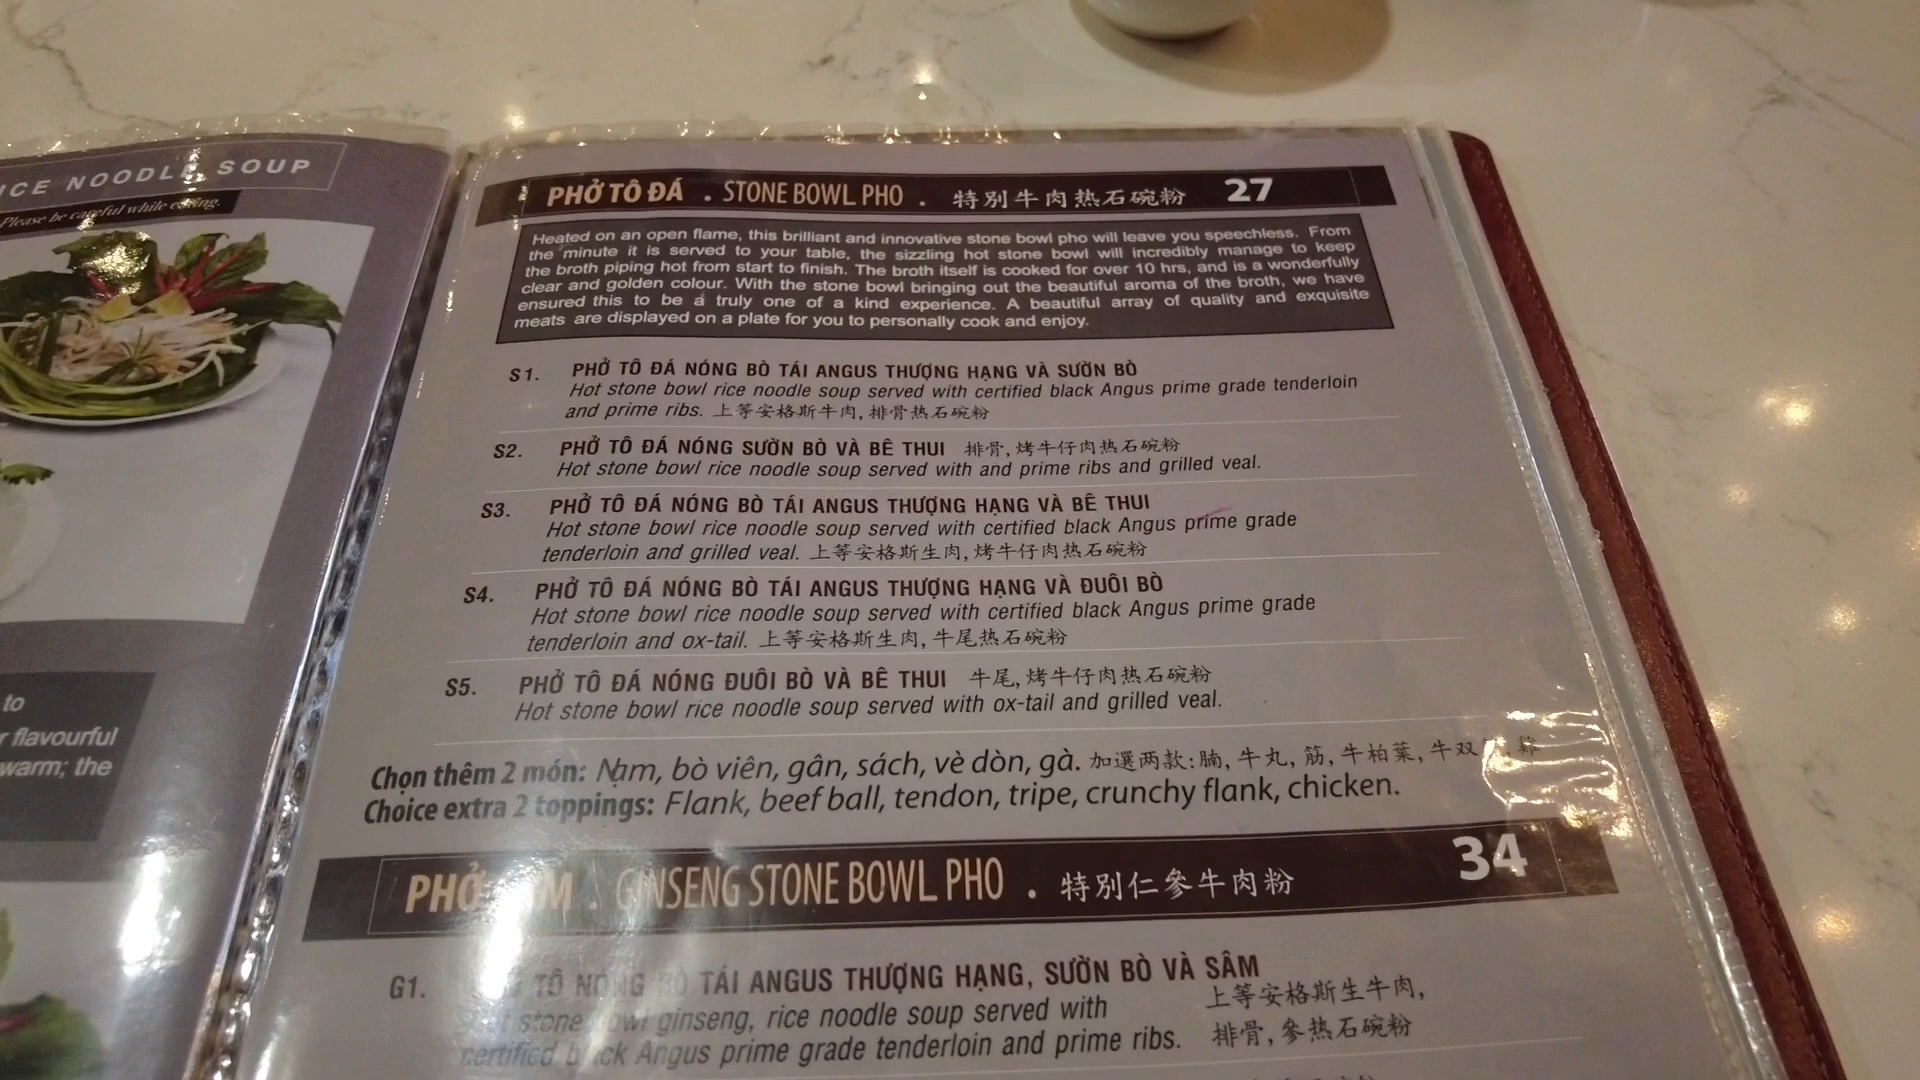 ICE NOODLE SOUP
Please be careful while eating.
to
flavourful
warm; the
PHỞ TÔ ĐÁ . STONE BOWL PHO . 特別牛肉热石碗粉 27
Heated on an open flame, this brilliant and innovative stone bowl pho will leave you speechless. From
the minute it is served to your table, the sizzling hot stone bowl will incredibly manage to keep
the broth piping hot from start to finish. The broth itself is cooked for over 10 hrs, and is a wonderfully
clear and golden colour. With the stone bowl bringing out the beautiful aroma of the broth, we have
ensured this to be a truly one of a kind experience. A beautiful array of quality and exquisite
meats are displayed on a plate for you to personally cook and enjoy.
S1. PHỞ TÔ ĐÁ NÓNG BÒ TÁI ANGUS THƯỢNG HẠNG VÀ SƯỜN BÒ
Hot stone bowl rice noodle soup served with certified black Angus prime grade tenderloin
and prime ribs. 上等安格斯牛肉, 排骨热石碗粉
S2. PHỞ TÔ ĐÁ NÓNG SƯỜN BÒ VÀ BÊ THUI 排骨, 烤牛仔肉热石碗粉
Hot stone bowl rice noodle soup served with and prime ribs and grilled veal.
S3. PHỞ TÔ ĐÁ NÓNG BÒ TÁI ANGUS THƯỢNG HẠNG VÀ BÊ THUI
Hot stone bowl rice noodle soup served with certified black Angus prime grade
tenderloin and grilled veal. 上等安格斯生肉, 烤牛仔肉热石碗粉
S4. PHỞ TÔ ĐÁ NÓNG BÒ TÁI ANGUS THƯỢNG HẠNG VÀ ĐUÔI BÒ
Hot stone bowl rice noodle soup served with certified black Angus prime grade
tenderloin and ox-tail. 上等安格斯生肉, 牛尾热石碗粉
S5. PHỞ TÔ ĐÁ NÓNG ĐUÔI BÒ VÀ BÊ THUI 牛尾, 烤牛仔肉热石碗粉
Hot stone bowl rice noodle soup served with ox-tail and grilled veal.
Chọn thêm 2 món: Nạm, bò viên, gân, sách, vè dòn, gà. 加選两款: 腩, 牛丸, 筋, 牛柏葉, 牛双
Choice extra 2 toppings: Flank, beef ball, tendon, tripe, crunchy flank, chicken.
PHỞ . GINSENG STONE BOWL PHO . 特別仁參牛肉粉 34
G1. TÔ NÓNG BÒ TÁI ANGUS THƯỢNG HẠNG, SƯỜN BÒ VÀ SÂM
Hot stone bowl ginseng, rice noodle soup served with 上等安格斯生牛肉,
certified black Angus prime grade tenderloin and prime ribs. 排骨, 參热石碗粉